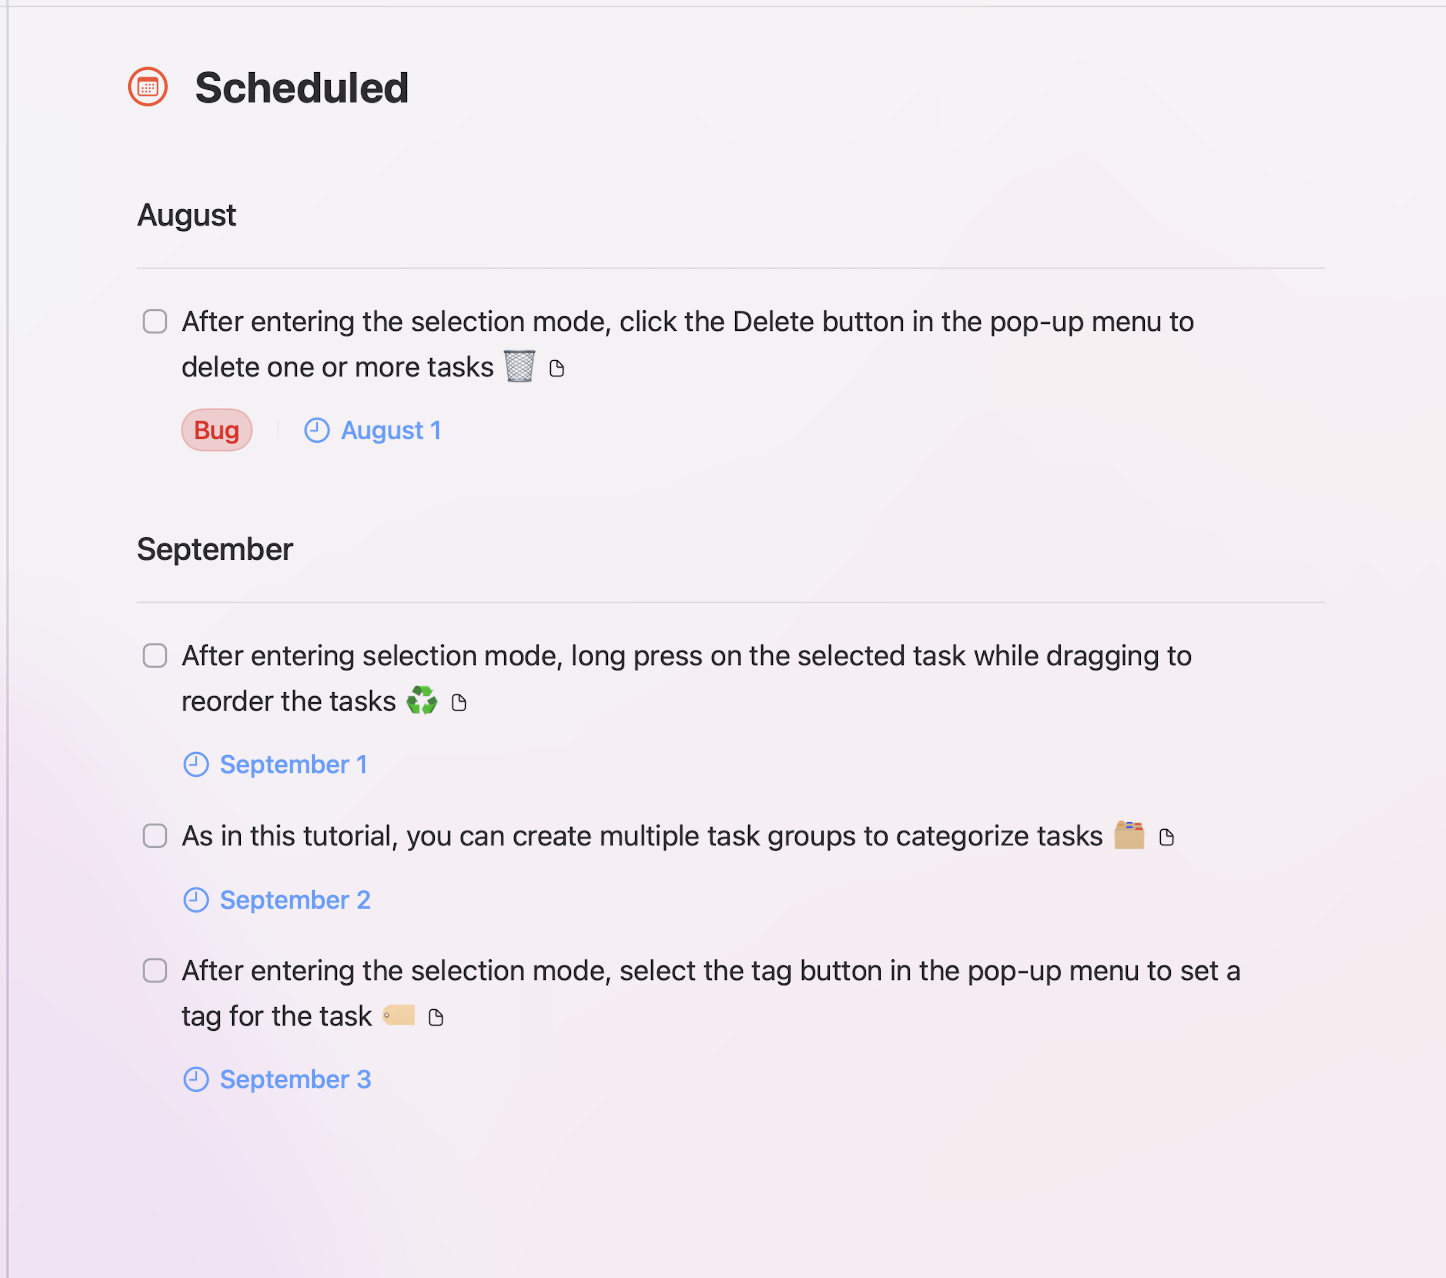 Scheduled
August
After entering the selection mode, click the Delete button in the pop-up menu to
delete one or more tasks 🗑️
Bug
August 1
September
After entering selection mode, long press on the selected task while dragging to
reorder the tasks ♻️
September 1
As in this tutorial, you can create multiple task groups to categorize tasks 🗂️
September 2
After entering the selection mode, select the tag button in the pop-up menu to set a
tag for the task 🏷️
September 3